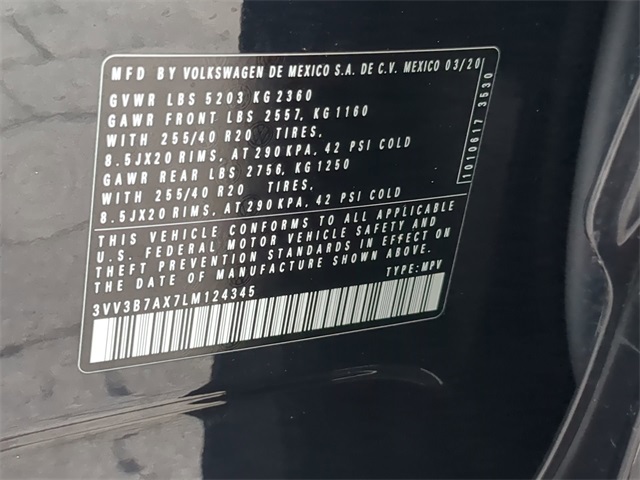 MFD BY VOLKSWAGEN DE MEXICO S.A. DE C.V. MEXICO 03/20
GVWR LBS 5203 KG 2360
GAWR FRONT LBS 2557, KG 1160
WITH 255/40 R20 TIRES,
8.5JX20 RIMS, AT 290 KPA, 42 PSI COLD
GAWR REAR LBS 2756, KG 1250
WITH 255/40 R20 TIRES,
8.5JX20 RIMS, AT 290 KPA, 42 PSI COLD
THIS VEHICLE CONFORMS TO ALL APPLICABLE
U.S. FEDERAL MOTOR VEHICLE SAFETY AND
THEFT PREVENTION STANDARDS IN EFFECT ON
THE DATE OF MANUFACTURE SHOWN ABOVE.
3VV3B7AX7LM124345 TYPE: MPV
1010617 3530